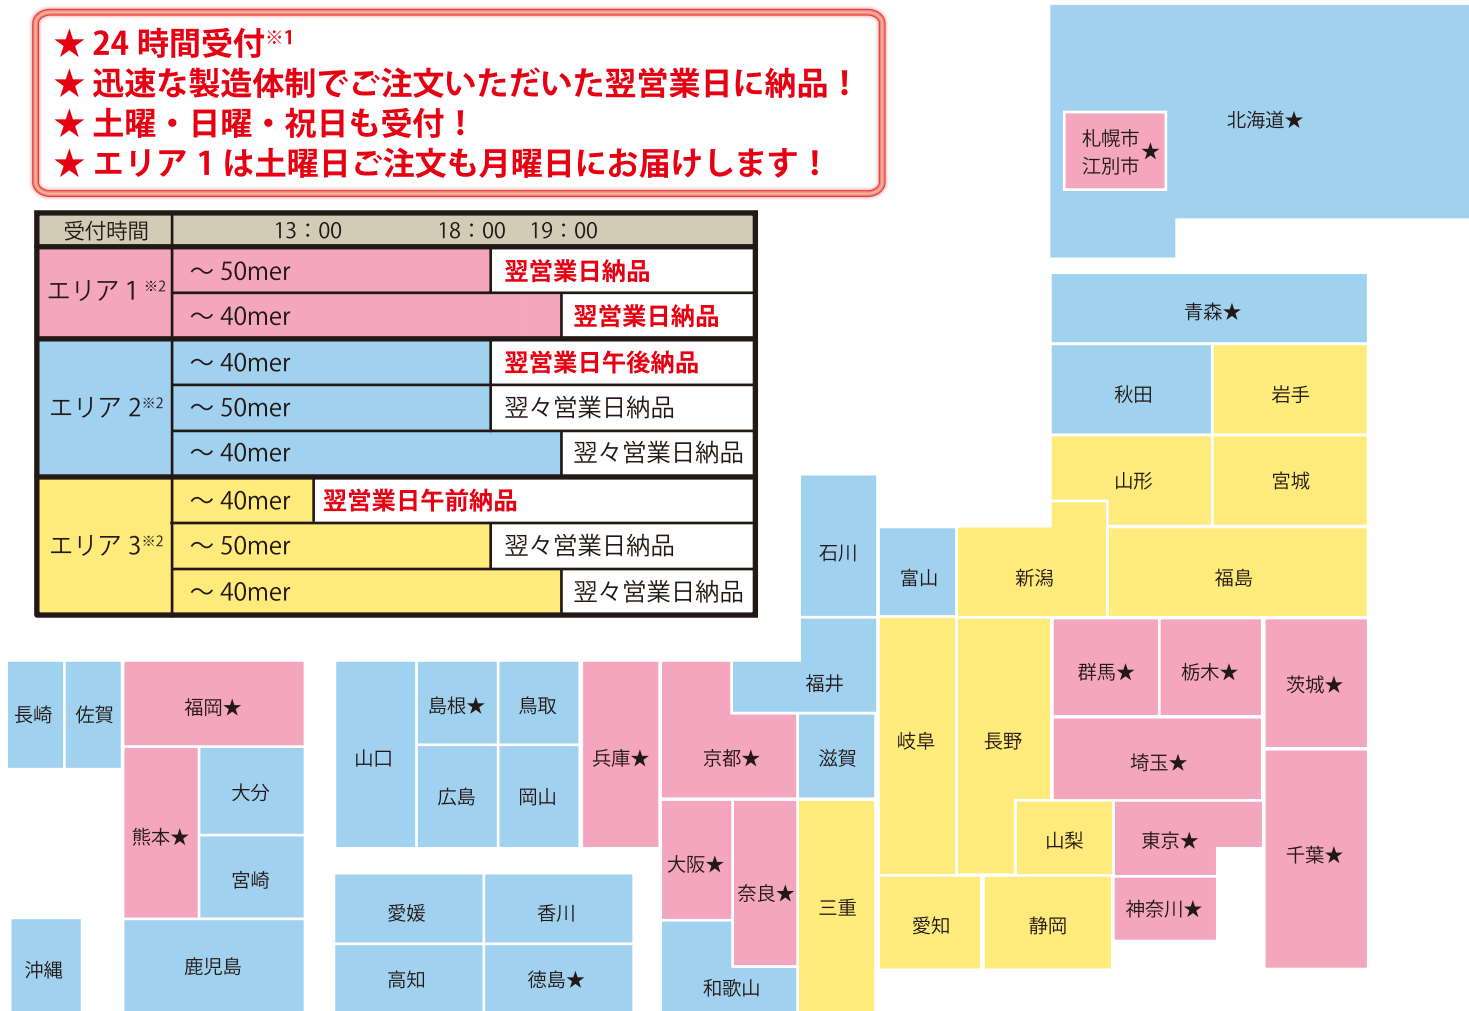 ★ 24 時間受付※1
★ 迅速な製造体制でご注文いただいた翌営業日に納品！
★ 土曜・日曜・祝日も受付！
★ エリア 1 は土曜日ご注文も月曜日にお届けします！
受付時間 13：00 18：00 19：00
エリア 1 ※2
～ 50mer 翌営業日納品
～ 40mer 翌営業日納品
エリア 2※2
～ 40mer 翌営業日午後納品
～ 50mer 翌々営業日納品
～ 40mer 翌々営業日納品
エリア 3※2
～ 40mer 翌営業日午前納品
～ 50mer 翌々営業日納品
～ 40mer 翌々営業日納品
北海道★
札幌市
江別市
★
青森★
秋田
岩手
山形
宮城
石川
富山
新潟
福島
福井
岐阜
長野
群馬★
栃木★
茨城★
埼玉★
山梨
東京★
千葉★
神奈川★
愛知
静岡
三重
滋賀
京都★
兵庫★
大阪★
奈良★
和歌山
鳥取
島根★
岡山
広島
山口
愛媛
香川
高知
徳島★
福岡★
佐賀
長崎
大分
熊本★
宮崎
鹿児島
沖縄